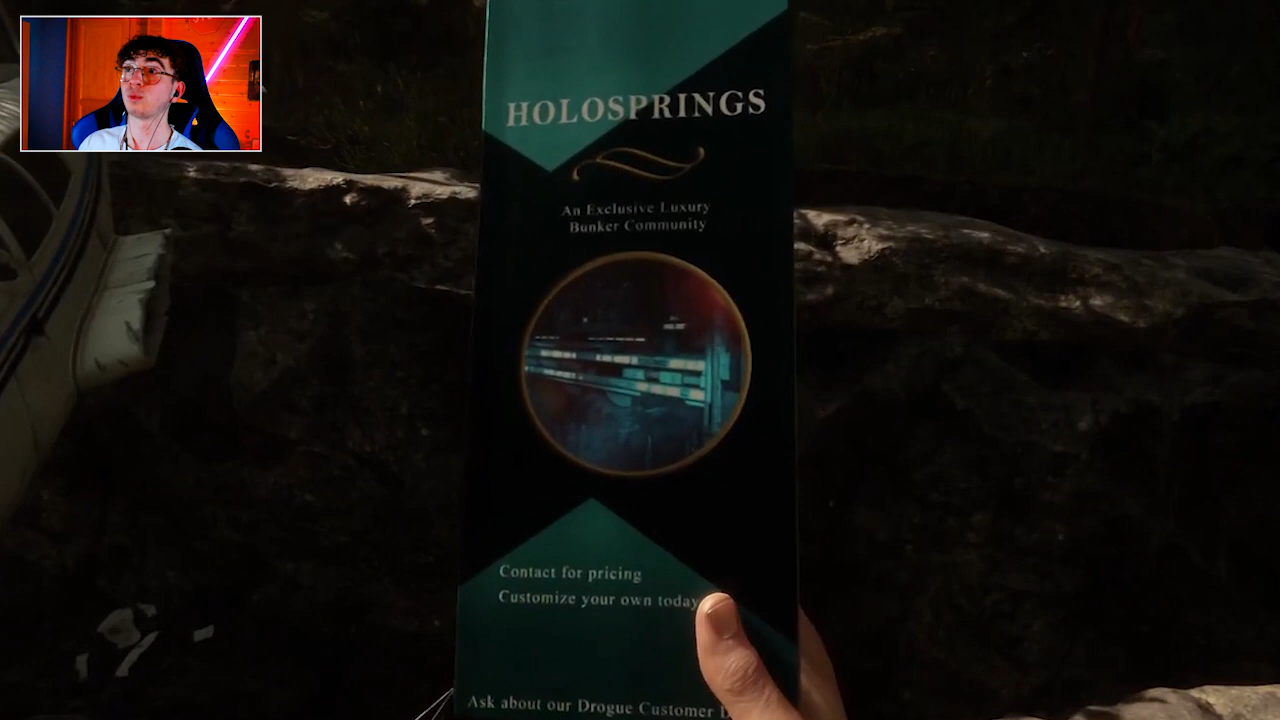 HOLOSPRINGS
An Exclusive Luxury
Bunker Community
Contact for pricing
Customize your own today
Ask about our Drogue Customer